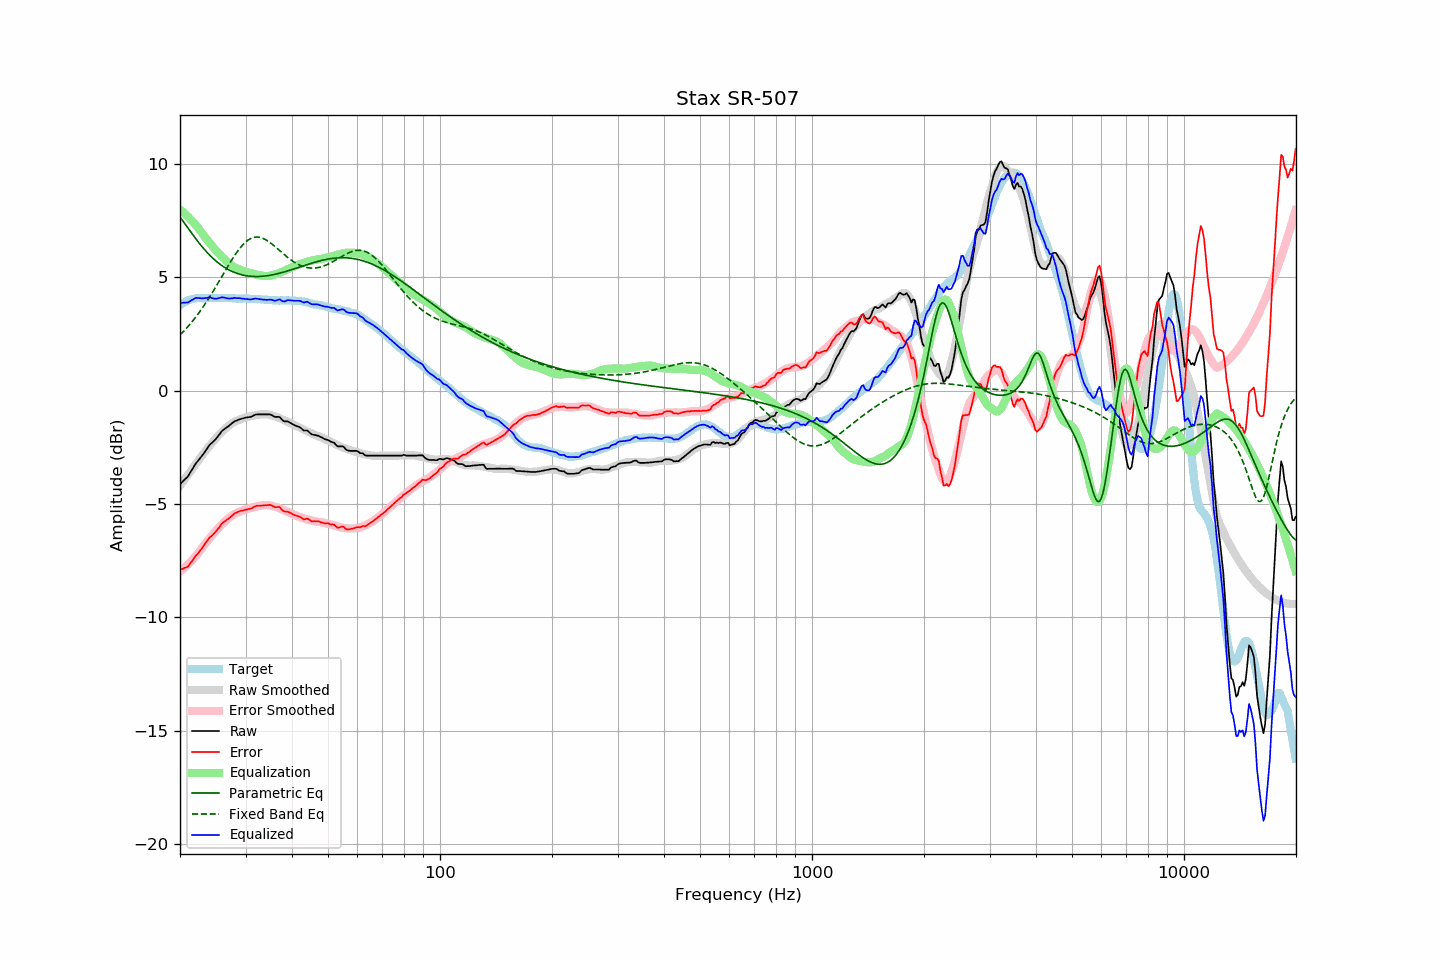 Stax SR-507
10
5
0
−5
−10
−15
−20
Amplitude (dBr)
Target
Raw Smoothed
Error Smoothed
Raw
Error
Equalization
Parametric Eq
Fixed Band Eq
Equalized
100
1000
10000
Frequency (Hz)